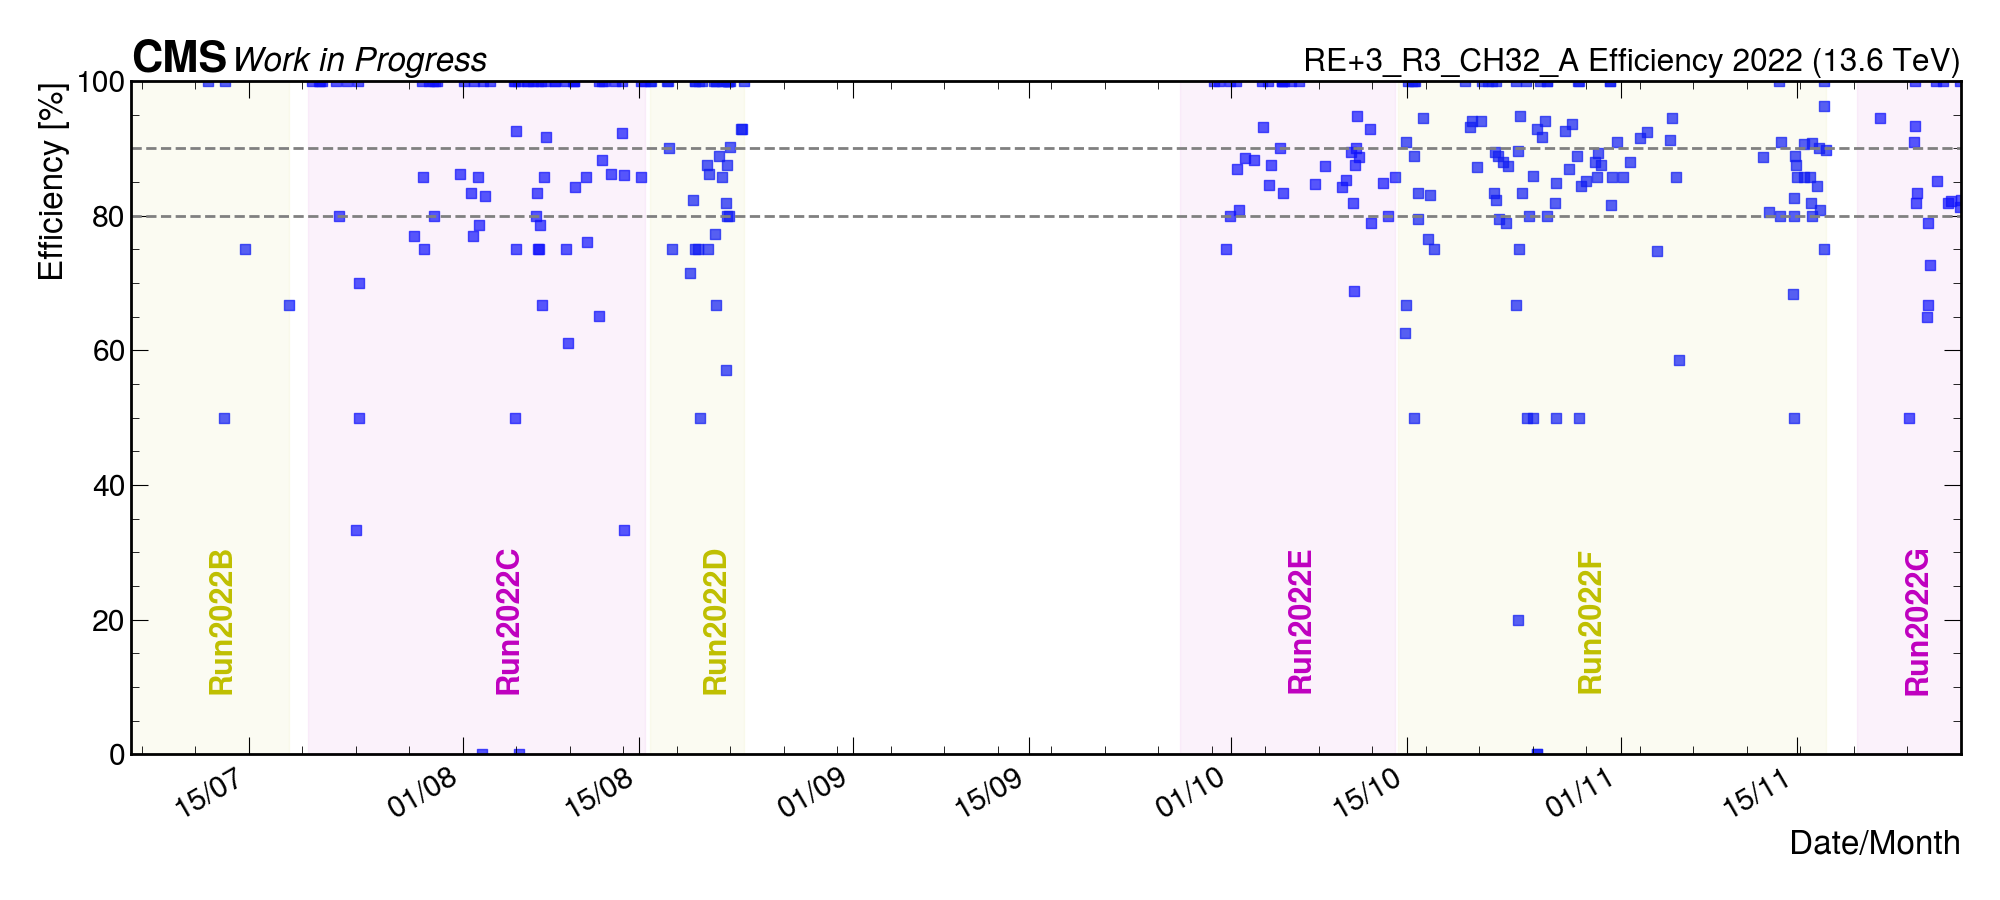 CMS Work in Progress
RE+3_R3_CH32_A Efficiency 2022 (13.6 TeV)
Efficiency [%]
100
80
60
40
20
0
Run2022B
Run2022C
Run2022D
Run2022E
Run2022F
Run2022G
15/07
01/08
15/08
01/09
15/09
01/10
15/10
01/11
15/11
Date/Month